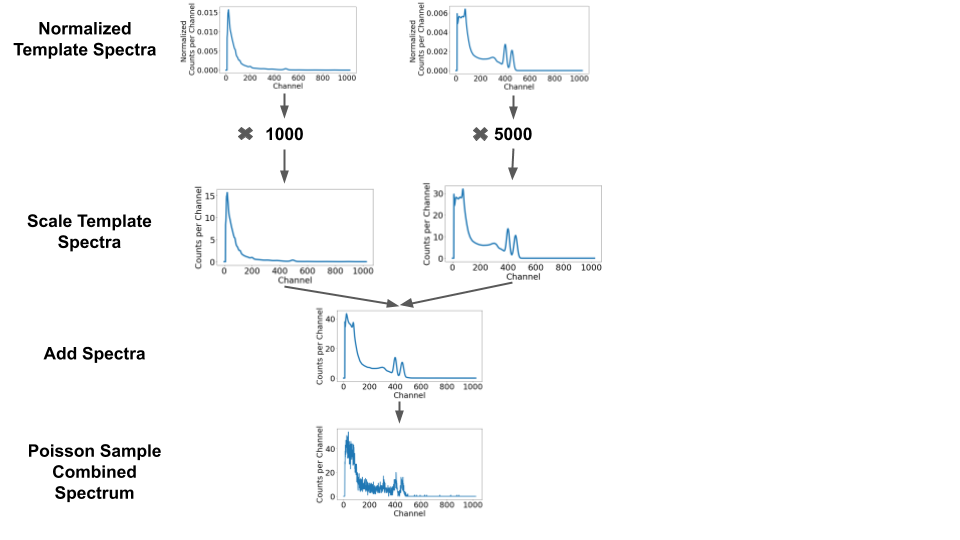 Normalized
Template Spectra
Normalized
Counts per Channel
0.015
0.010
0.005
0.000
0 200 400 600 800 1000
Channel
Normalized
Counts per Channel
0.006
0.004
0.002
0.000
0 200 400 600 800 1000
Channel
✖ 1000
✖ 5000
Scale Template
Spectra
Counts per Channel
15
10
5
0
0 200 400 600 800 1000
Channel
Counts per Channel
30
20
10
0
0 200 400 600 800 1000
Channel
Add Spectra
Counts per Channel
40
20
0
0 200 400 600 800 1000
Channel
Poisson Sample
Combined
Spectrum
Counts per Channel
40
20
0
0 200 400 600 800 1000
Channel